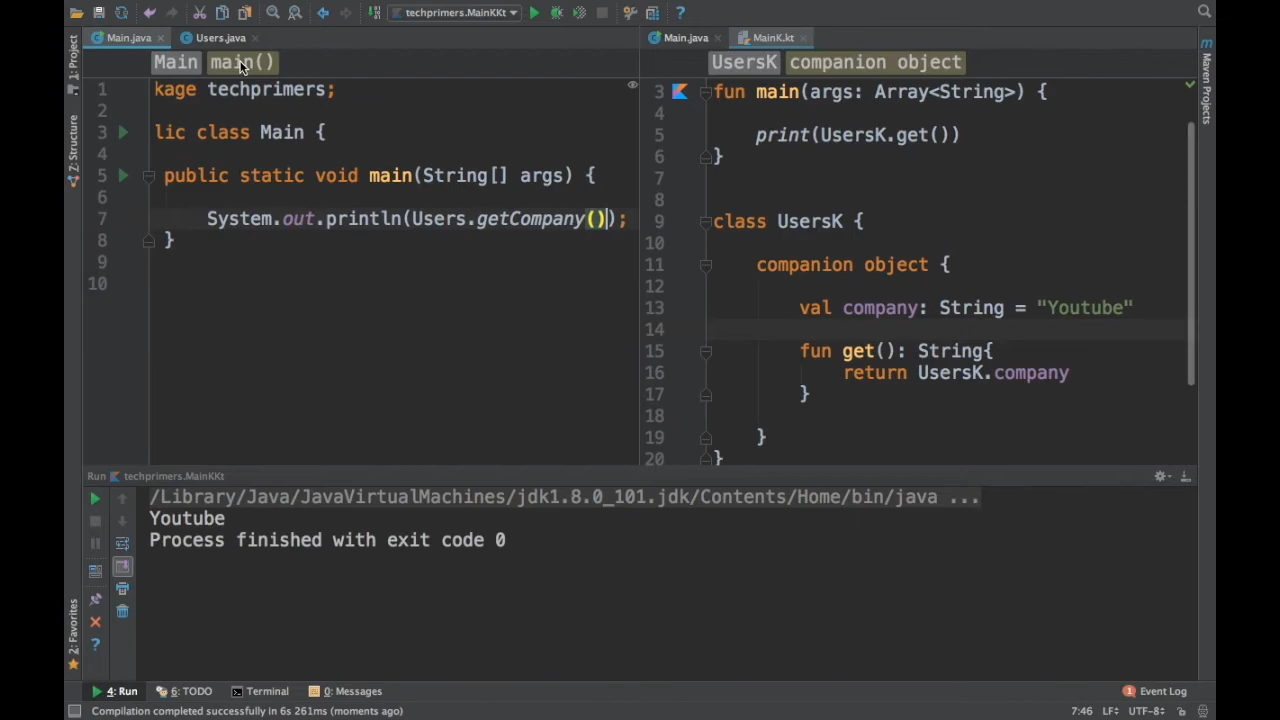 techprimers.MainKKt
Main.java
Users.java
Main.java
MainK.kt
Main
main()
UsersK
companion object
1: Project
7: Structure
2: Favorites
Maven Projects
1 kage techprimers;
2
3 lic class Main {
4
5 public static void main(String[] args) {
6
7 System.out.println(Users.getCompany());
8 }
9
10
3 fun main(args: Array<String>) {
4
5 print(UsersK.get())
6 }
7
8
9 class UsersK {
10
11 companion object {
12
13 val company: String = "Youtube"
14
15 fun get(): String{
16 return UsersK.company
17 }
18
19 }
20 }
Run techprimers.MainKKt
/Library/Java/JavaVirtualMachines/jdk1.8.0_101.jdk/Contents/Home/bin/java ...
Youtube
Process finished with exit code 0
4: Run
6: TODO
Terminal
0: Messages
1 Event Log
Compilation completed successfully in 6s 261ms (moments ago)
7:46 LF÷ UTF-8÷